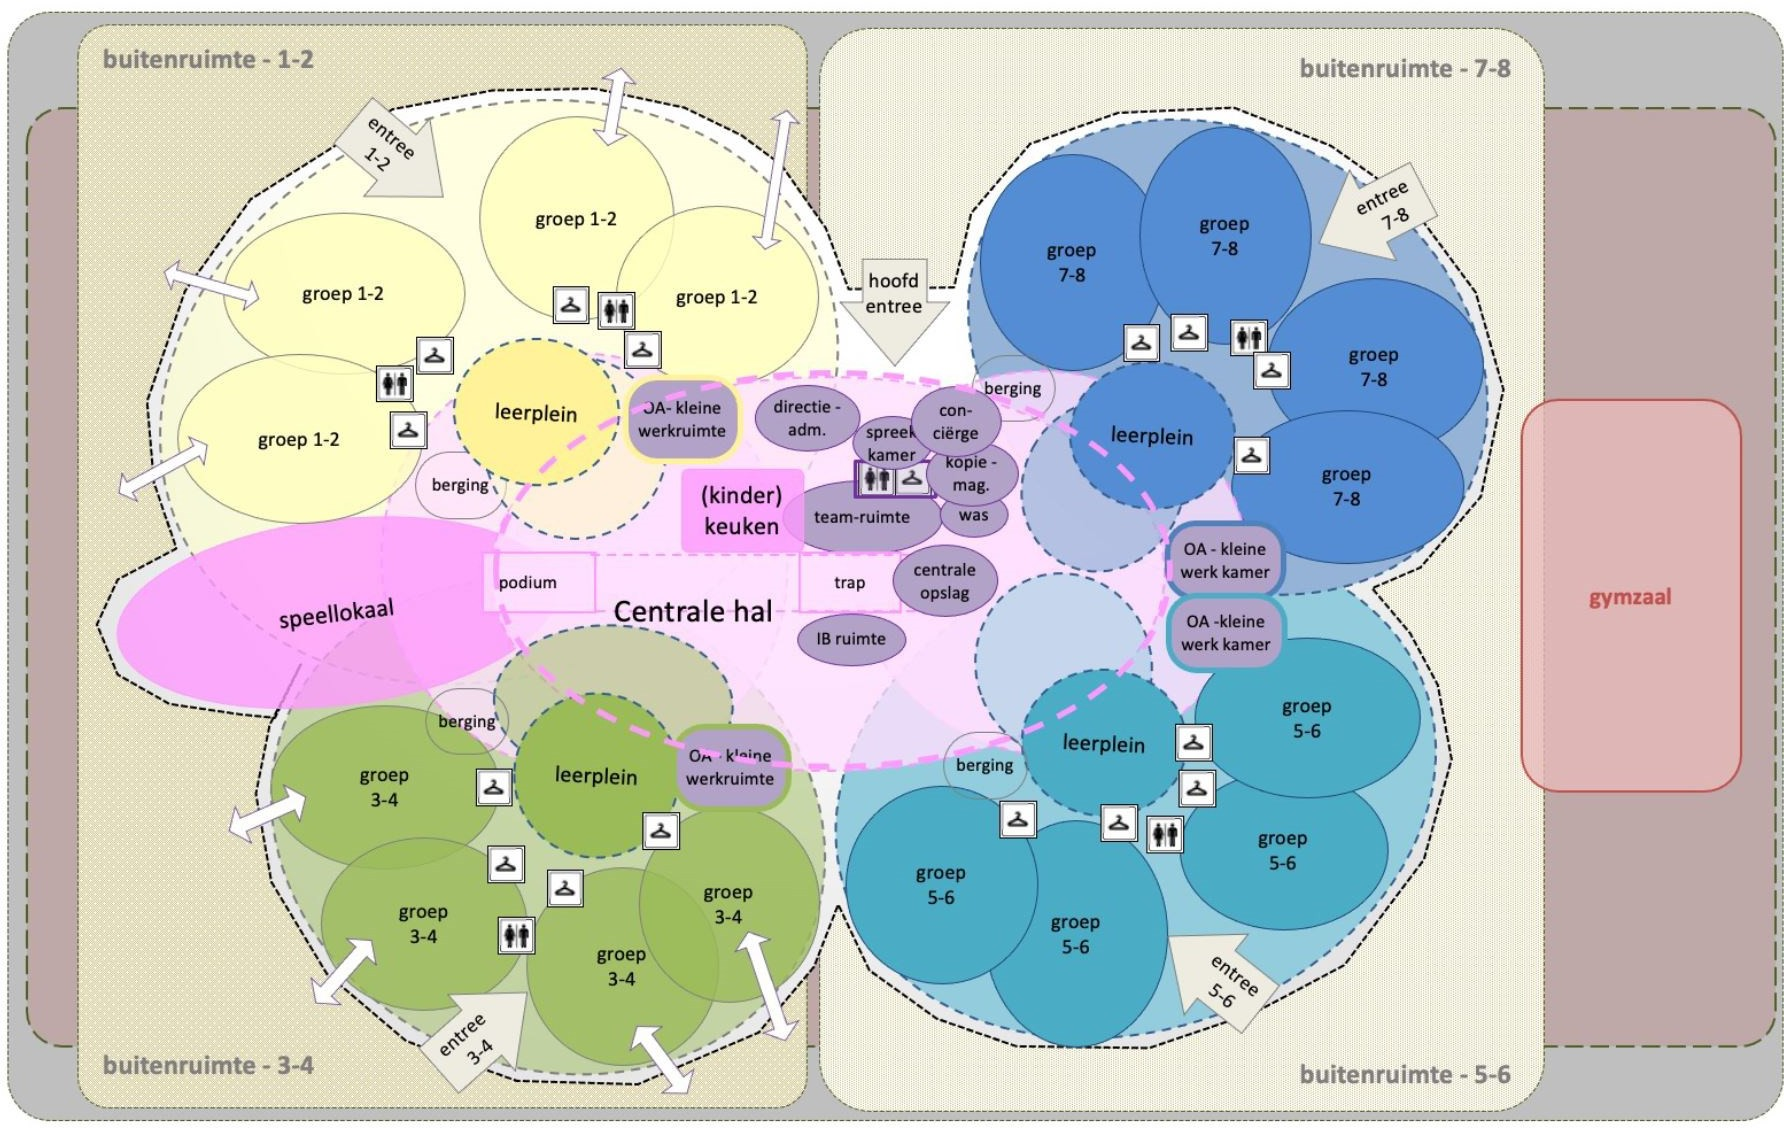 buitenruimte - 1-2
buitenruimte - 7-8
entree
1-2
groep 1-2
groep 1-2
groep 1-2
groep 1-2
leerplein
OA- kleine
werkruimte
berging
hoofd
entree
groep
7-8
groep
7-8
entree
7-8
groep
7-8
groep
7-8
berging
leerplein
directie -
adm.
spreek
kamer
con-
ciërge
kopie -
mag.
(kinder)
keuken
team-ruimte
was
OA - kleine
werk kamer
speellokaal
podium
Centrale hal
trap
centrale
opslag
IB ruimte
OA -kleine
werk kamer
gymzaal
berging
leerplein
OA - kleine
werkruimte
groep
3-4
groep
3-4
groep
3-4
groep
3-4
entree
3-4
berging
leerplein
groep
5-6
groep
5-6
groep
5-6
groep
5-6
entree
5-6
buitenruimte - 3-4
buitenruimte - 5-6